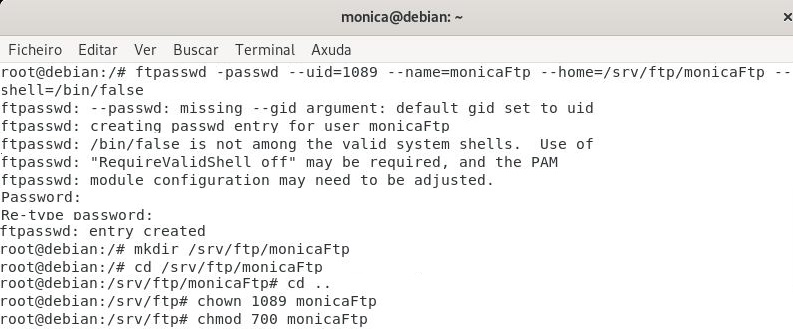 monica@debian: ~
×
Ficheiro Editar Ver Buscar Terminal Axuda
root@debian:/# ftpasswd -passwd --uid=1089 --name=monicaFtp --home=/srv/ftp/monicaFtp --
shell=/bin/false
ftpasswd: --passwd: missing --gid argument: default gid set to uid
ftpasswd: creating passwd entry for user monicaFtp
ftpasswd: /bin/false is not among the valid system shells.  Use of
ftpasswd: "RequireValidShell off" may be required, and the PAM
ftpasswd: module configuration may need to be adjusted.
Password:
Re-type password:
ftpasswd: entry created
root@debian:/# mkdir /srv/ftp/monicaFtp
root@debian:/# cd /srv/ftp/monicaFtp
root@debian:/srv/ftp/monicaFtp# cd ..
root@debian:/srv/ftp# chown 1089 monicaFtp
root@debian:/srv/ftp# chmod 700 monicaFtp